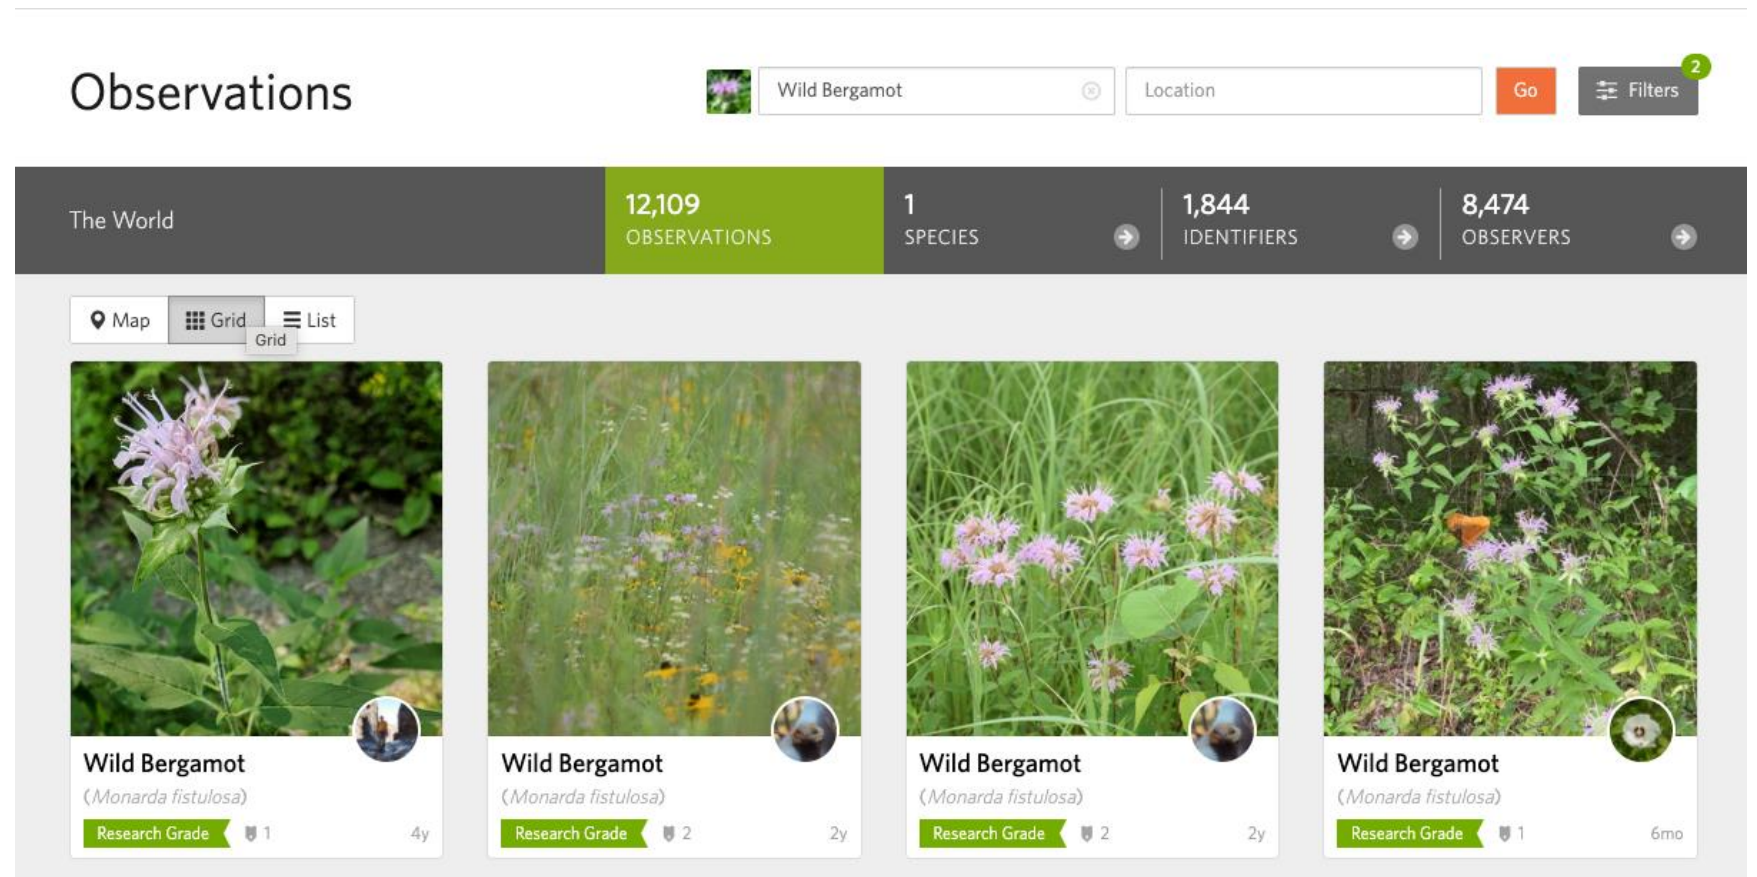 Observations
Wild Bergamot
Location
Go
Filters
2
The World
12,109
OBSERVATIONS
1
SPECIES
1,844
IDENTIFIERS
8,474
OBSERVERS
Map
Grid
List
Grid
Wild Bergamot
(Monarda fistulosa)
Research Grade 1 4y
Wild Bergamot
(Monarda fistulosa)
Research Grade 2 2y
Wild Bergamot
(Monarda fistulosa)
Research Grade 2 2y
Wild Bergamot
(Monarda fistulosa)
Research Grade 1 6mo